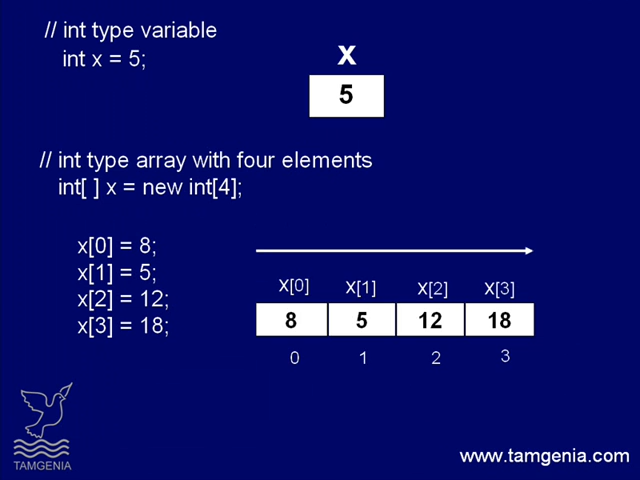 // int type variable
int x = 5;
X
5
// int type array with four elements
int[ ] x = new int[4];
x[0] = 8;
x[1] = 5;
x[2] = 12;
x[3] = 18;
X[0] X[1] X[2] X[3]
8 5 12 18
0 1 2 3
TAMGENIA
www.tamgenia.com